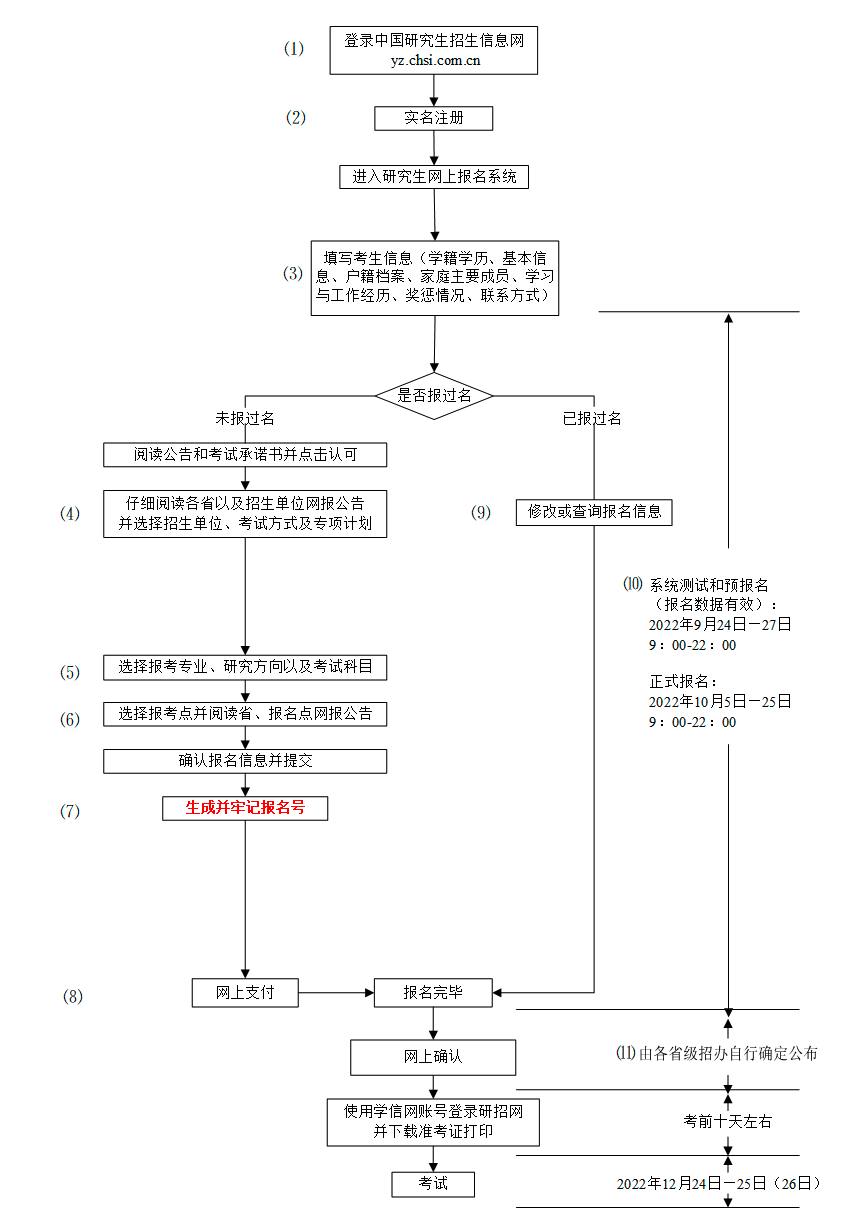 (1)
登录中国研究生招生信息网
yz.chsi.com.cn
(2)
实名注册
进入研究生网上报名系统
(3)
填写考生信息（学籍学历、基本信
息、户籍档案、家庭主要成员、学习
与工作经历、奖惩情况、联系方式）
是否报过名
未报过名
已报过名
阅读公告和考试承诺书并点击认可
(4)
仔细阅读各省以及招生单位网报公告
并选择招生单位、考试方式及专项计划
(9)
修改或查询报名信息
(10) 系统测试和预报名
（报名数据有效）：
2022年9月24日－27日
9：00-22：00
正式报名：
2022年10月5日－25日
9：00-22：00
(5)
选择报考专业、研究方向以及考试科目
(6)
选择报考点并阅读省、报名点网报公告
确认报名信息并提交
(7)
生成并牢记报名号
(8)
网上支付
报名完毕
网上确认
(11) 由各省级招办自行确定公布
使用学信网账号登录研招网
并下载准考证打印
考前十天左右
考试
2022年12月24日－25日（26日）